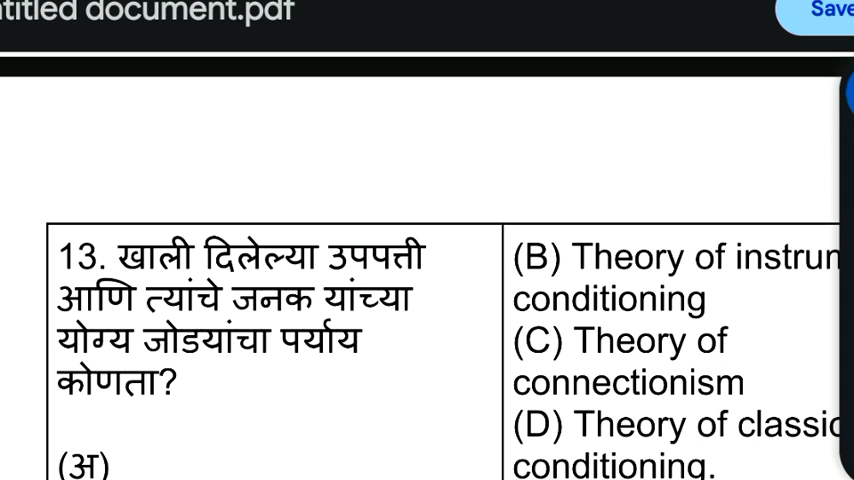 document.pdf
Save
13. खाली दिलेल्या उपपत्ती
आणि त्यांचे जनक यांच्या
योग्य जोडयांचा पर्याय
कोणता?
(अ)
(B) Theory of
conditioning
(C) Theory of
connectionism
(D) Theory of
conditioning.